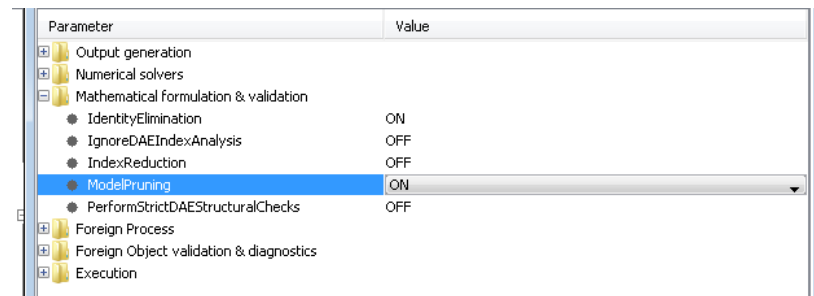 Parameter Value
Output generation
Numerical solvers
Mathematical formulation & validation
IdentityElimination ON
IgnoreDAEIndexAnalysis OFF
IndexReduction OFF
ModelPruning ON
PerformStrictDAEStructuralChecks OFF
Foreign Process
Foreign Object validation & diagnostics
Execution